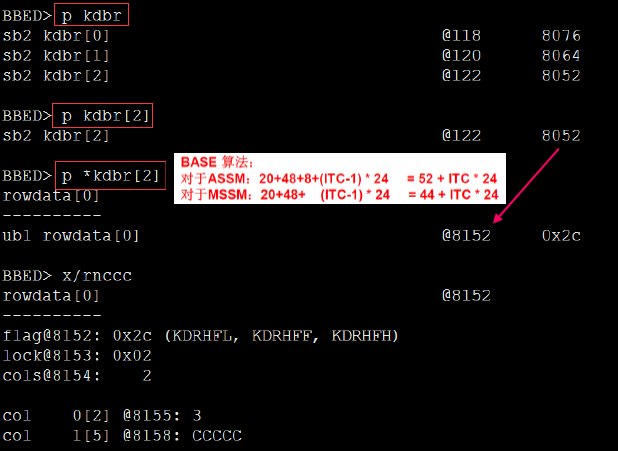 BBED> p kdbr
sb2 kdbr[0] @118 8076
sb2 kdbr[1] @120 8064
sb2 kdbr[2] @122 8052
BBED> p kdbr[2]
sb2 kdbr[2] @122 8052
BBED> p *kdbr[2]
BASE 算法：
对于ASSM：20+48+8+(ITC-1) * 24 = 52 + ITC * 24
对于MSSM：20+48+ (ITC-1) * 24 = 44 + ITC * 24
rowdata[0]
----------
ub1 rowdata[0] @8152 0x2c
BBED> x/rnccc
rowdata[0] @8152
----------
flag@8152: 0x2c (KDRHFL, KDRHFF, KDRHFH)
lock@8153: 0x02
cols@8154: 2
col 0[2] @8155: 3
col 1[5] @8158: CCCCC